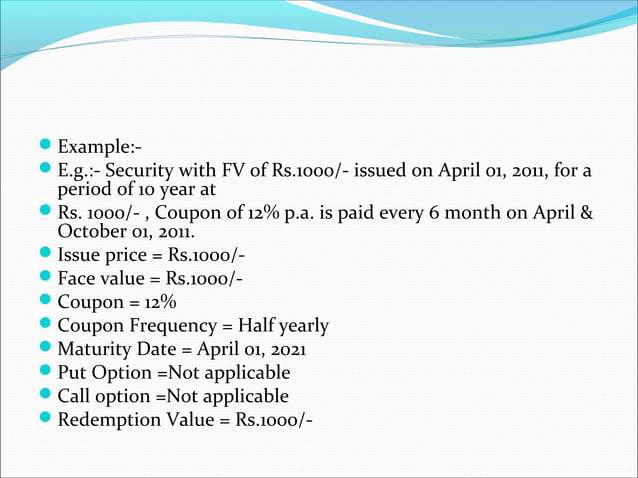 Example:-
E.g.:- Security with FV of Rs.1000/- issued on April 01, 2011, for a
period of 10 year at
Rs. 1000/- , Coupon of 12% p.a. is paid every 6 month on April &
October 01, 2011.
Issue price = Rs.1000/-
Face value = Rs.1000/-
Coupon = 12%
Coupon Frequency = Half yearly
Maturity Date = April 01, 2021
Put Option =Not applicable
Call option =Not applicable
Redemption Value = Rs.1000/-